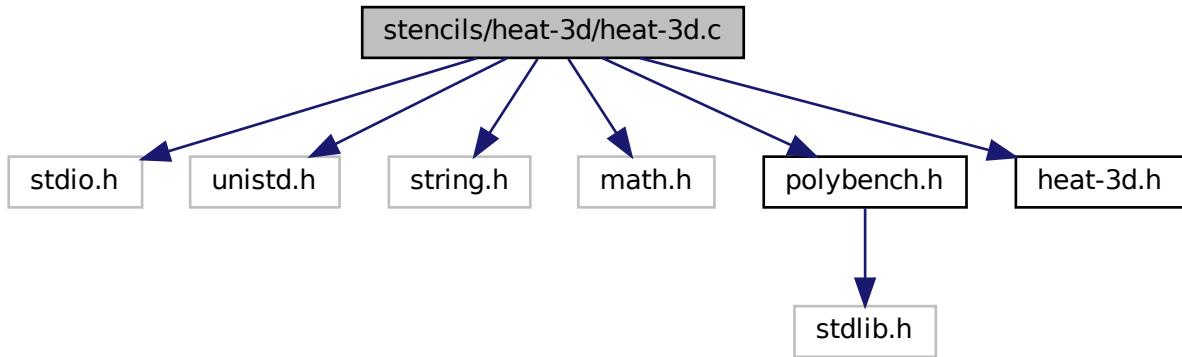 stencils/heat-3d/heat-3d.c
stdio.h
unistd.h
string.h
math.h
polybench.h
heat-3d.h
stdlib.h